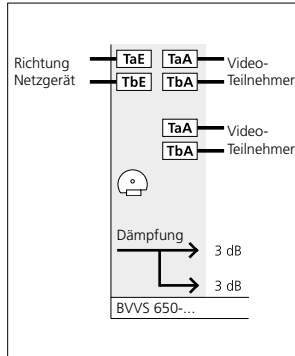 Richtung
Netzgerät
TaE
TbE
TaA
TbA
Video-
Teilnehmer
TaA
TbA
Video-
Teilnehmer
Dämpfung
3 dB
3 dB
BVVS 650-...